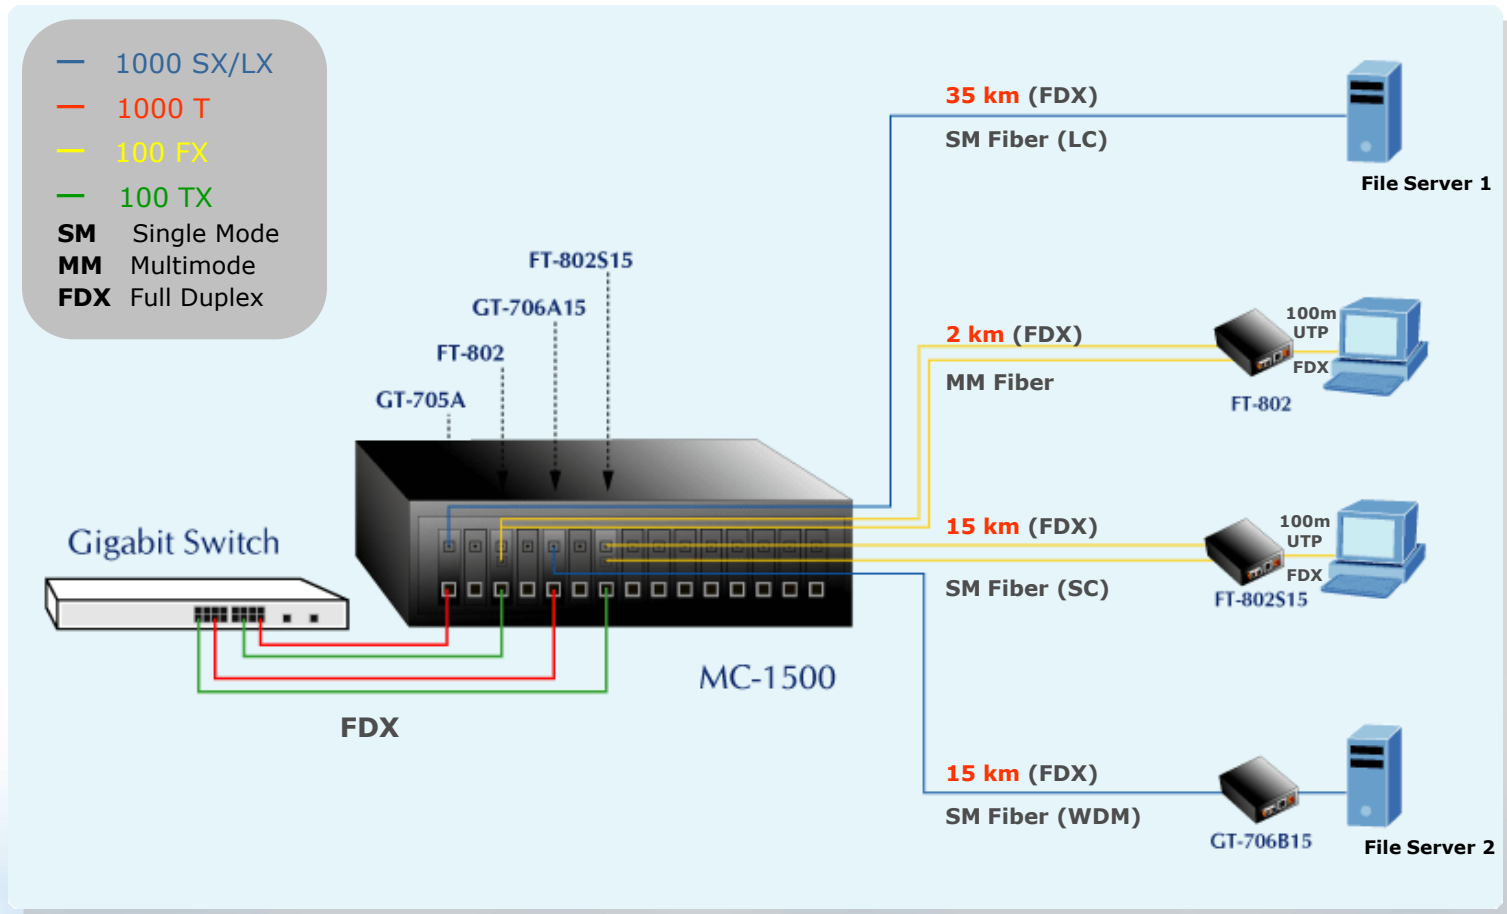 1000 SX/LX
1000 T
100 FX
100 TX
SM Single Mode
MM Multimode
FDX Full Duplex
FT-802S15
GT-706A15
FT-802
GT-705A
Gigabit Switch
MC-1500
FDX
35 km (FDX)
SM Fiber (LC)
File Server 1
2 km (FDX)
MM Fiber
100m
UTP
FDX
FT-802
15 km (FDX)
SM Fiber (SC)
100m
UTP
FDX
FT-802S15
15 km (FDX)
SM Fiber (WDM)
GT-706B15
File Server 2